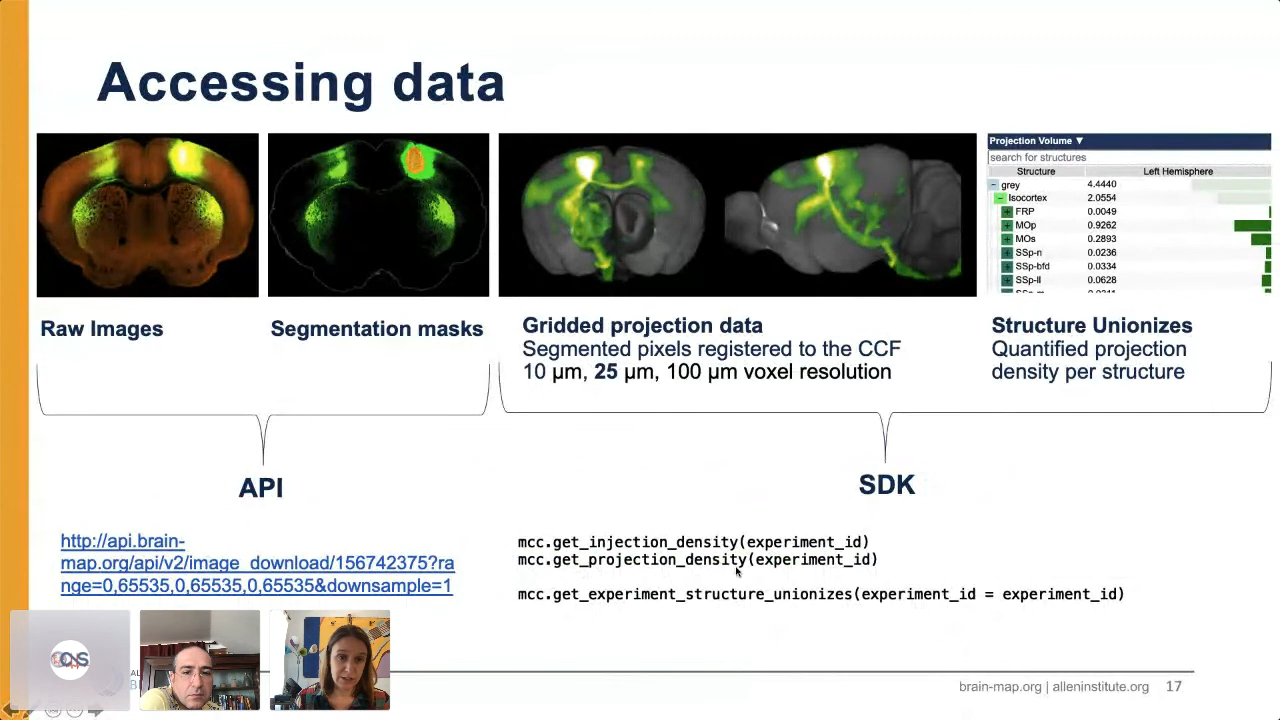 Accessing data
Projection Volume ▼
search for structures
Structure Left Hemisphere
grey 4.4440
Isocortex 2.0554
FRP 0.0049
MOp 0.9262
MOs 0.2893
SSp-n 0.0236
SSp-bfd 0.0334
SSp-ll 0.0628
Raw Images
Segmentation masks
Gridded projection data
Segmented pixels registered to the CCF
10 µm, 25 µm, 100 µm voxel resolution
Structure Unionizes
Quantified projection
density per structure
API
SDK
http://api.brain-
map.org/api/v2/image_download/156742375?ra
nge=0,65535,0,65535,0,65535&downsample=1
mcc.get_injection_density(experiment_id)
mcc.get_projection_density(experiment_id)
mcc.get_experiment_structure_unionizes(experiment_id = experiment_id)
brain-map.org | alleninstitute.org 17